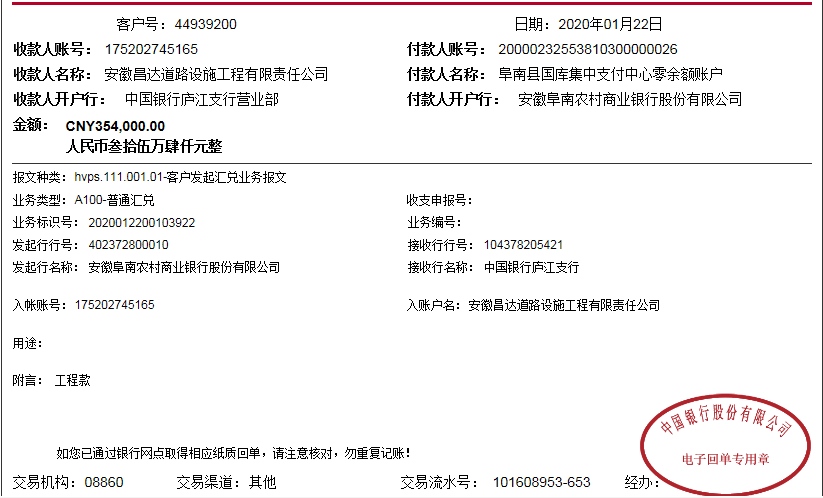 客户号：44939200 日期：2020年01月22日
收款人账号：175202745165 付款人账号：20000232553810300000026
收款人名称：安徽昌达道路设施工程有限责任公司 付款人名称：阜南县国库集中支付中心零余额账户
收款人开户行：中国银行庐江支行营业部 付款人开户行：安徽阜南农村商业银行股份有限公司
金额：CNY354,000.00
人民币叁拾伍万肆仟元整
报文种类：hvps.111.001.01-客户发起汇兑业务报文
业务类型：A100-普通汇兑 收支申报号：
业务标识号：2020012200103922 业务编号：
发起行行号：402372800010 接收行行号：104378205421
发起行名称：安徽阜南农村商业银行股份有限公司 接收行名称：中国银行庐江支行
入帐账号：175202745165 入账户名：安徽昌达道路设施工程有限责任公司
用途：
附言：工程款
中国银行股份有限公司
电子回单专用章
如您已通过银行网点取得相应纸质回单，请注意核对，勿重复记账！
交易机构：08860 交易渠道：其他 交易流水号：101608953-653 经办：